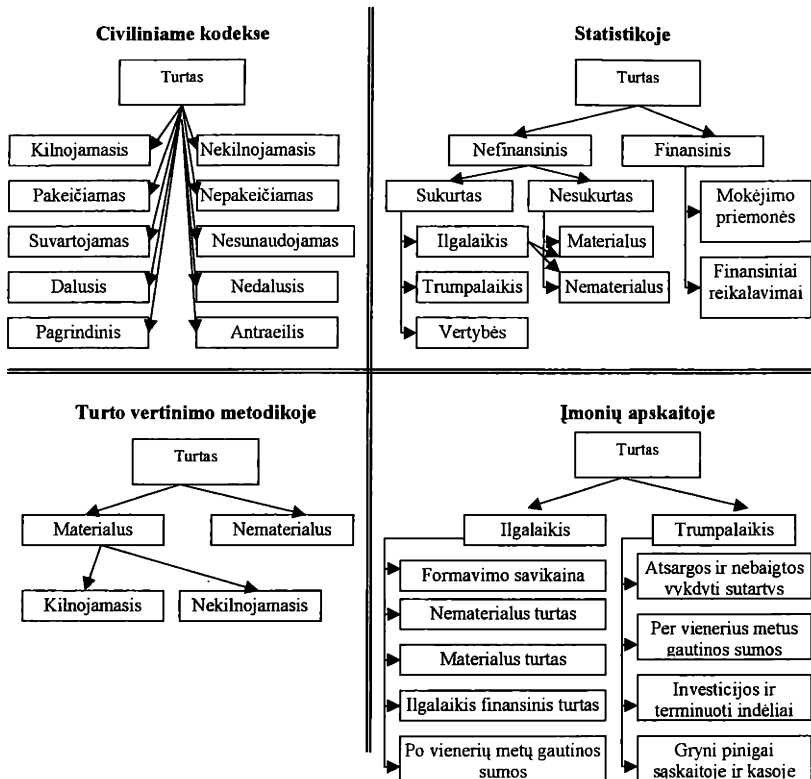 Civiliniame kodekse
Turtas
Kilnojamasis
Nekilnojamasis
Pakeičiamas
Nepakeičiamas
Suvartojamas
Nesunaudojamas
Dalusis
Nedalusis
Pagrindinis
Antraeilis
Statistikoje
Turtas
Nefinansinis
Finansinis
Sukurtas
Nesukurtas
Mokėjimo
priemonės
Ilgalaikis
Materialus
Trumpalaikis
Nematerialus
Finansiniai
reikalavimai
Vertybės
Turto vertinimo metodikoje
Turtas
Materialus
Nematerialus
Kilnojamasis
Nekilnojamasis
Įmonių apskaitoje
Turtas
Ilgalaikis
Trumpalaikis
Formavimo savikaina
Nematerialus turtas
Materialus turtas
Ilgalaikis finansinis turtas
Po vienerių metų gautinos
sumos
Atsargos ir nebaigtos
vykdyti sutartys
Per vienerius metus
gautinos sumos
Investicijos ir
terminuoti indėliai
Gryni pinigai
sąskaitoje ir kasoje